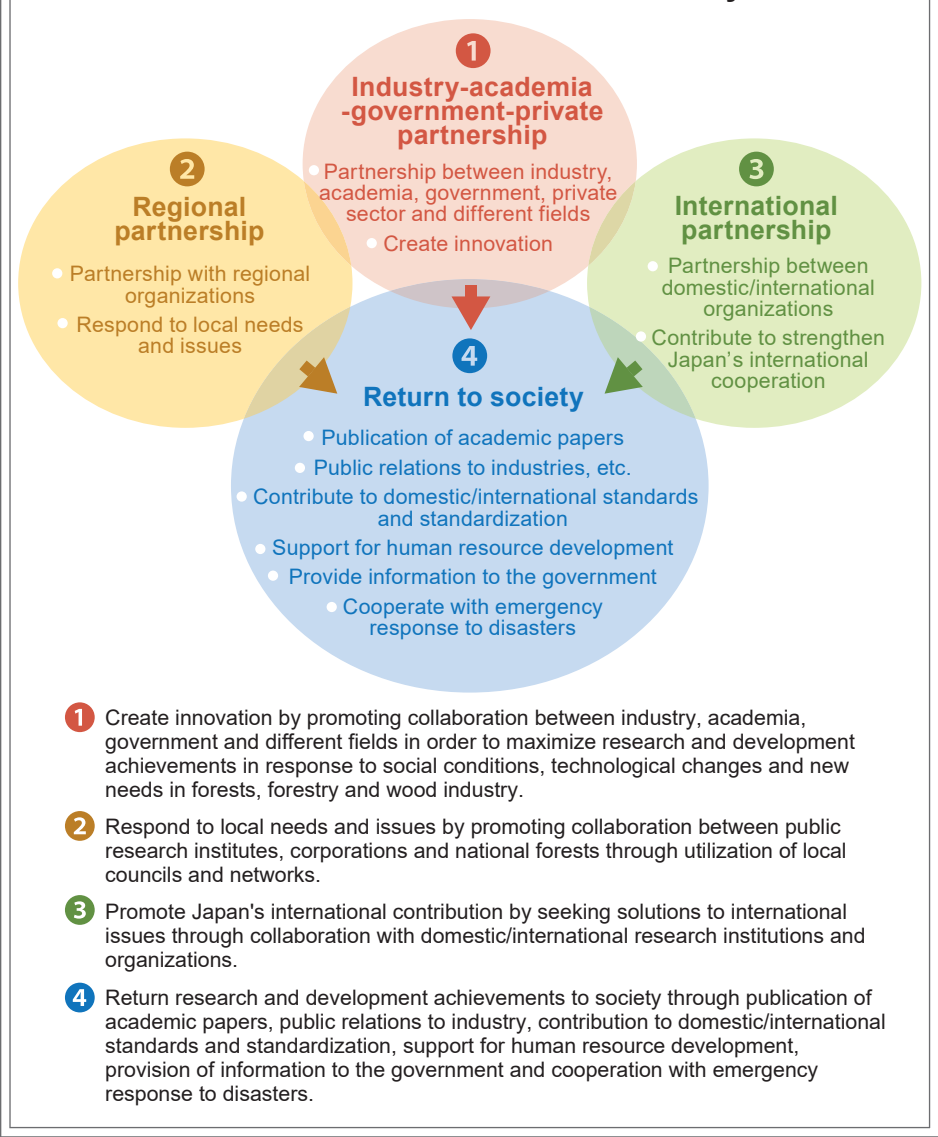 1
Industry-academia
-government-private
partnership
Partnership between industry,
academia, government, private
sector and different fields
Create innovation
2
Regional
partnership
Partnership with regional
organizations
Respond to local needs
and issues
3
International
partnership
Partnership between
domestic/international
organizations
Contribute to strengthen
Japan's international
cooperation
4
Return to society
Publication of academic papers
Public relations to industries, etc.
Contribute to domestic/international standards
and standardization
Support for human resource development
Provide information to the government
Cooperate with emergency
response to disasters
1 Create innovation by promoting collaboration between industry, academia,
government and different fields in order to maximize research and development
achievements in response to social conditions, technological changes and new
needs in forests, forestry and wood industry.
2 Respond to local needs and issues by promoting collaboration between public
research institutes, corporations and national forests through utilization of local
councils and networks.
3 Promote Japan's international contribution by seeking solutions to international
issues through collaboration with domestic/international research institutions and
organizations.
4 Return research and development achievements to society through publication of
academic papers, public relations to industry, contribution to domestic/international
standards and standardization, support for human resource development,
provision of information to the government and cooperation with emergency
response to disasters.